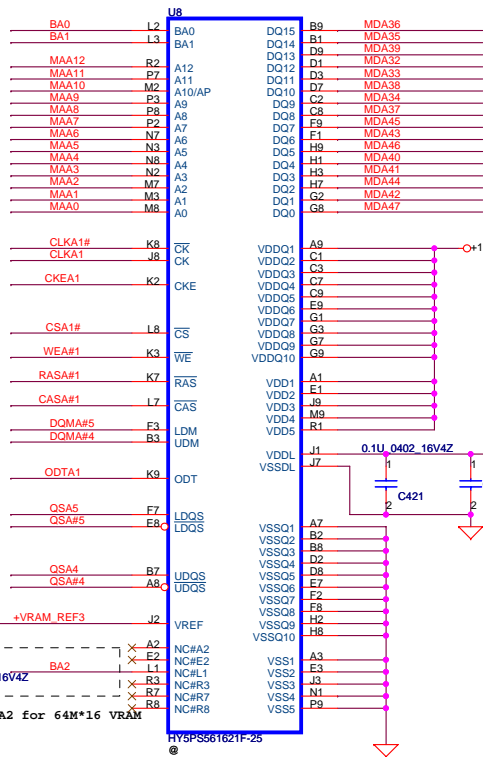 U8
BA0 L2 BA0 DQ15 B9 MDA36
BA1 L3 BA1 DQ14 B1 MDA35
DQ13 D9 MDA39
MAA12 R2 A12 DQ12 D1 MDA32
MAA11 P7 A11 DQ11 D3 MDA33
MAA10 M2 A10/AP DQ10 D7 MDA38
MAA9 P3 A9 DQ9 C2 MDA34
MAA8 P8 A8 DQ8 C8 MDA37
MAA7 P2 A7 DQ7 F9 MDA45
MAA6 N7 A6 DQ6 F1 MDA43
MAA5 N3 A5 DQ5 H9 MDA46
MAA4 N8 A4 DQ4 H1 MDA40
MAA3 N2 A3 DQ3 H3 MDA41
MAA2 M7 A2 DQ2 H7 MDA44
MAA1 M3 A1 DQ1 G2 MDA42
MAA0 M8 A0 DQ0 G8 MDA47
CLKA1# K8 CK VDDQ1 A9 +1
CLKA1 J8 CK VDDQ2 C1
VDDQ3 C3
CKEA1 K2 CKE VDDQ4 C7
VDDQ5 C9
VDDQ6 E9
VDDQ7 G1
CSA1# L8 CS VDDQ8 G3
VDDQ9 G7
WEA#1 K3 WE VDDQ10 G9
RASA#1 K7 RAS VDD1 A1
VDD2 E1
CASA#1 L7 CAS VDD3 J9
VDD4 M9
DQMA#5 F3 LDM VDD5 R1
DQMA#4 B3 UDM
VDDL J1 0.1U_0402_16V4Z
VSSDL J7 1 1
ODTA1 K9 ODT
C421
2 2
QSA5 F7 LDQS
QSA#5 E8 LDQS VSSQ1 A7
VSSQ2 B2
VSSQ3 B8
VSSQ4 D2
QSA4 B7 UDQS VSSQ5 D8
QSA#4 A8 UDQS VSSQ6 E7
VSSQ7 F2
VSSQ8 F8
+VRAM_REF3 J2 VREF VSSQ9 H2
VSSQ10 H8
A2 NC#A2
E2 NC#E2 VSS1 A3
16V4Z BA2 L1 NC#L1 VSS2 E3
R3 NC#R3 VSS3 J3
R7 NC#R7 VSS4 N1
A2 for 64M*16 VRAM R8 NC#R8 VSS5 P9
HY5PS561621F-25
@